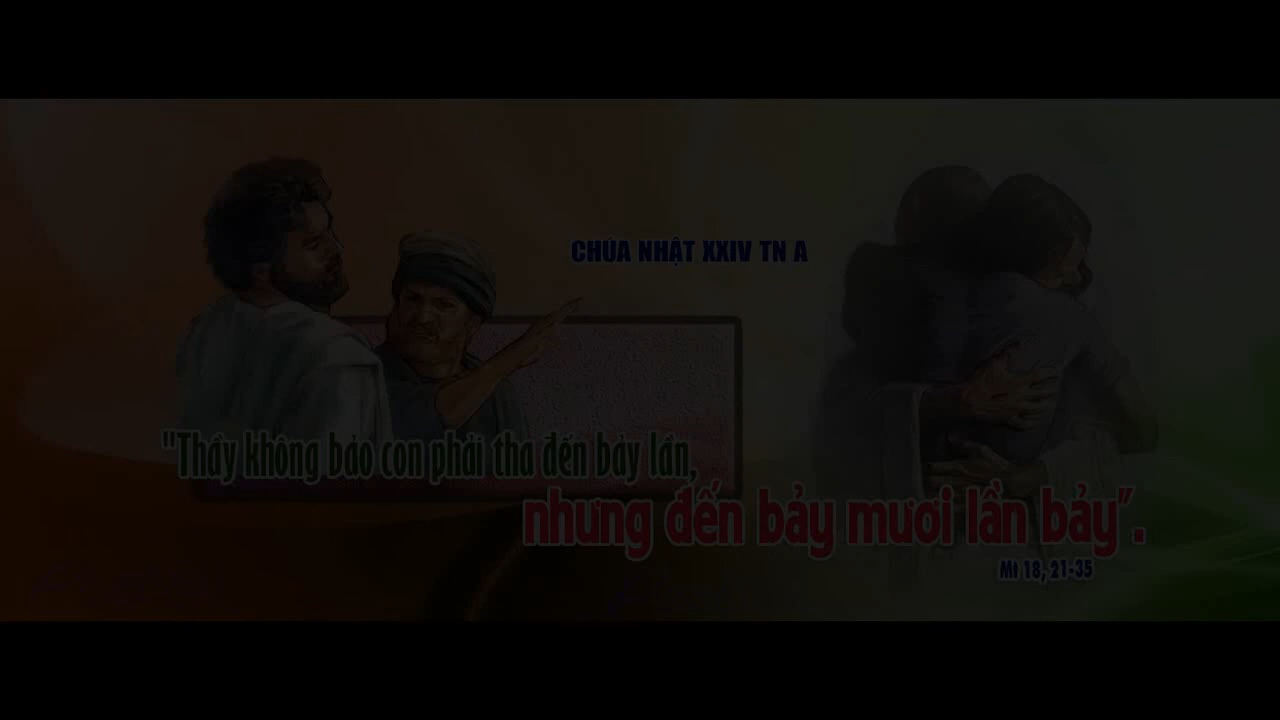 CHÚA NHẬT XXIV TN A
"Thầy không bảo con phải tha đến bảy lần,
nhưng đến bảy mươi lần bảy".
Mt 18, 21-35